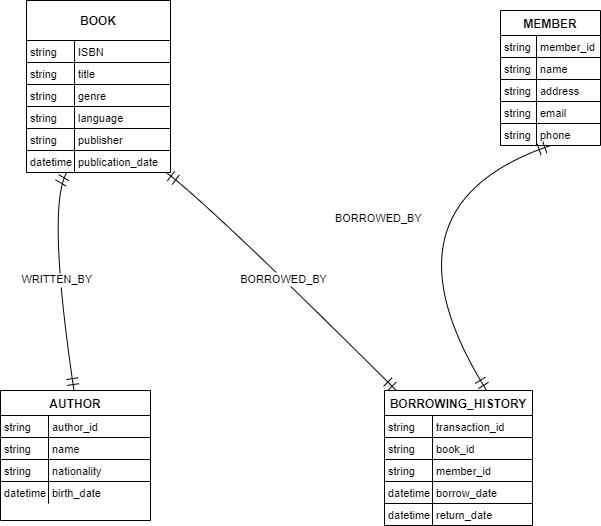 BOOK
string ISBN
string title
string genre
string language
string publisher
datetime publication_date
MEMBER
string member_id
string name
string address
string email
string phone
BORROWED_BY
WRITTEN_BY
BORROWED_BY
AUTHOR
string author_id
string name
string nationality
datetime birth_date
BORROWING_HISTORY
string transaction_id
string book_id
string member_id
datetime borrow_date
datetime return_date